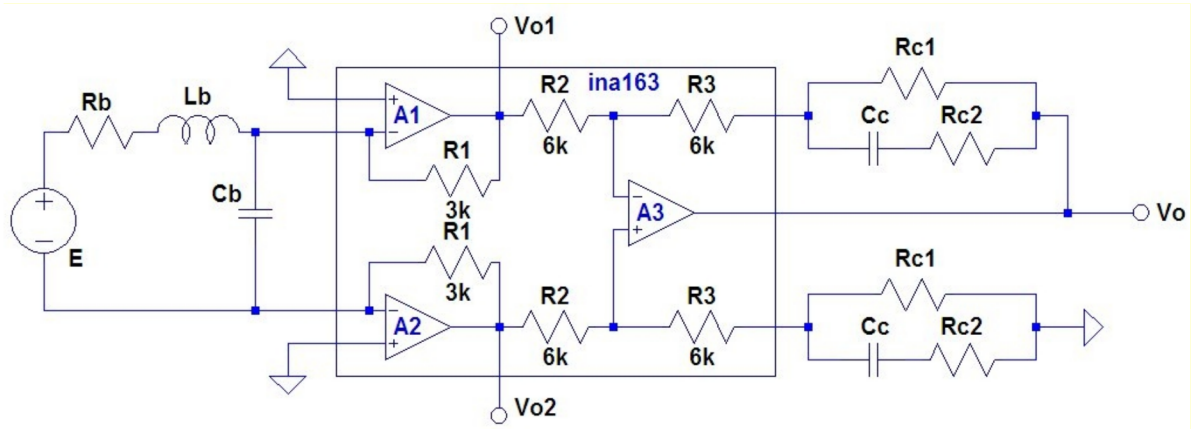 Vo1
Rc1
ina163
R2
R3
Rb
Lb
+
A1
Cc
Rc2
−
6k
6k
R1
Cb
3k
−
A3
+
+
R1
Vo
−
E
3k
Rc1
R2
R3
−
A2
Cc
Rc2
+
6k
6k
Vo2